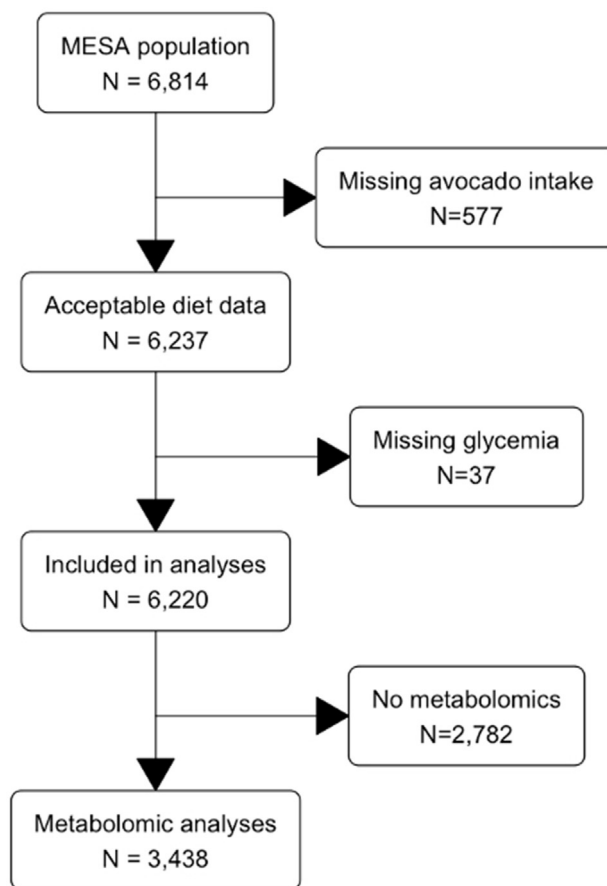 MESA population
N = 6,814
Missing avocado intake
N=577
Acceptable diet data
N = 6,237
Missing glycemia
N=37
Included in analyses
N = 6,220
No metabolomics
N=2,782
Metabolomic analyses
N = 3,438